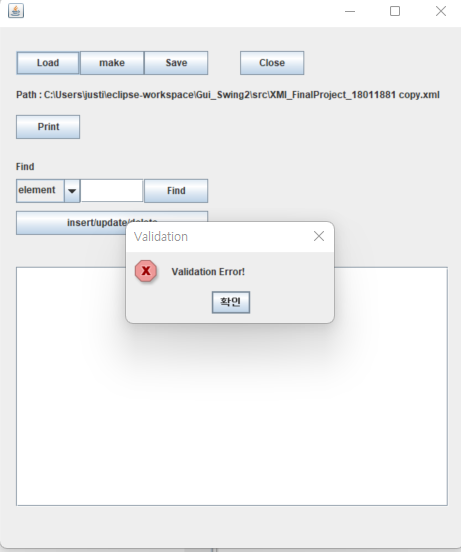 Load make Save Close
Path : C:\Users\justi\eclipse-workspace\Gui_Swing2\src\XMl_FinalProject_18011881 copy.xml
Print
Find
element Find
insert/update/delete
Validation
X Validation Error!
확인